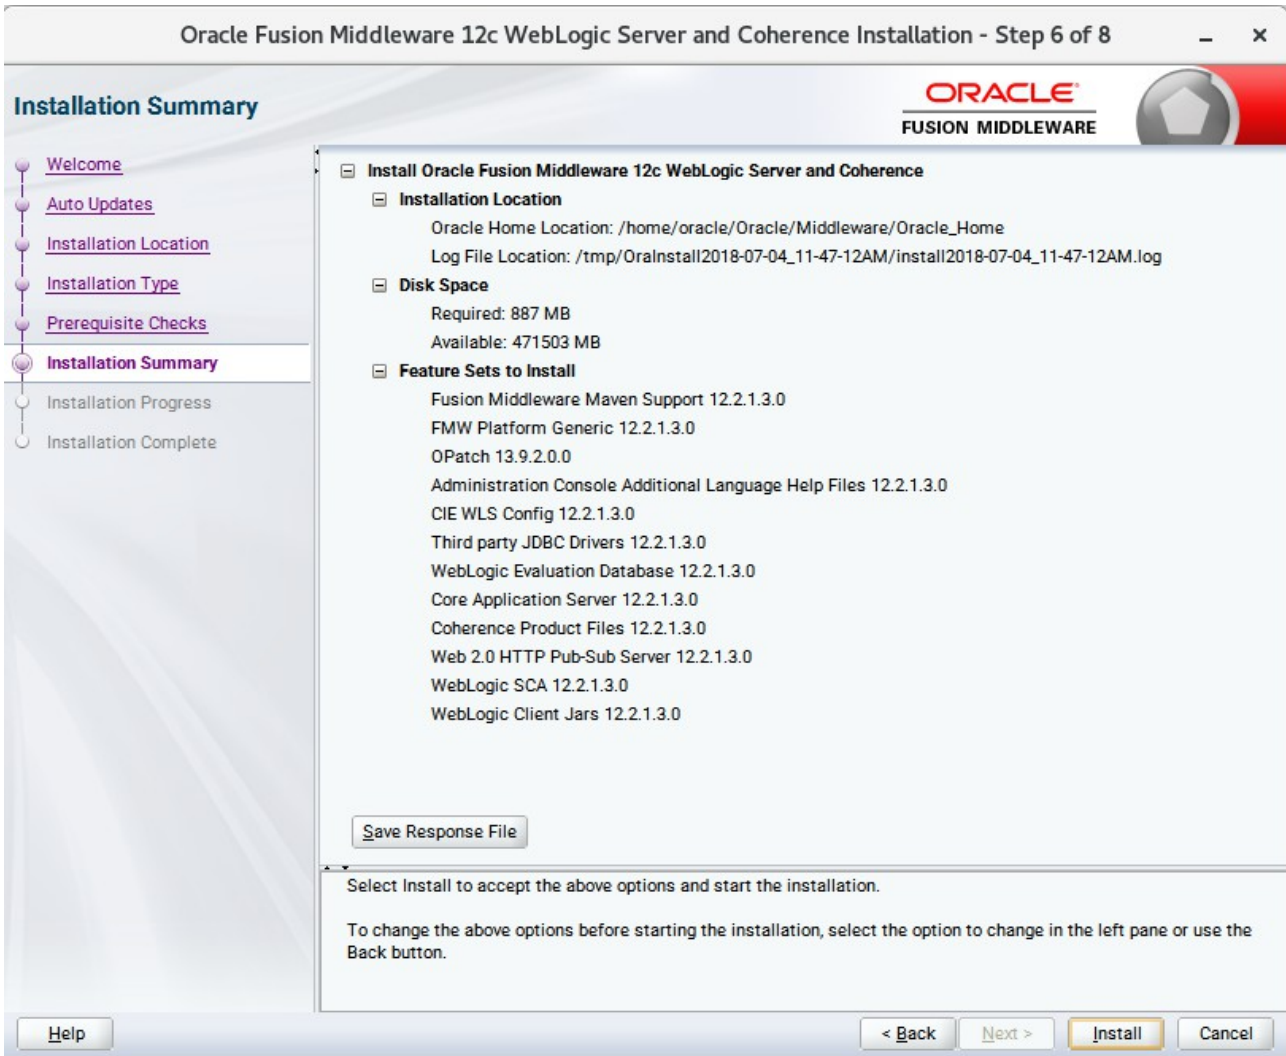 Oracle Fusion Middleware 12c WebLogic Server and Coherence Installation - Step 6 of 8
Installation Summary
ORACLE
FUSION MIDDLEWARE
Welcome
Auto Updates
Installation Location
Installation Type
Prerequisite Checks
Installation Summary
Installation Progress
Installation Complete
Install Oracle Fusion Middleware 12c WebLogic Server and Coherence
Installation Location
Oracle Home Location: /home/oracle/Oracle/Middleware/Oracle_Home
Log File Location: /tmp/OraInstall2018-07-04_11-47-12AM/install2018-07-04_11-47-12AM.log
Disk Space
Required: 887 MB
Available: 471503 MB
Feature Sets to Install
Fusion Middleware Maven Support 12.2.1.3.0
FMW Platform Generic 12.2.1.3.0
OPatch 13.9.2.0.0
Administration Console Additional Language Help Files 12.2.1.3.0
CIE WLS Config 12.2.1.3.0
Third party JDBC Drivers 12.2.1.3.0
WebLogic Evaluation Database 12.2.1.3.0
Core Application Server 12.2.1.3.0
Coherence Product Files 12.2.1.3.0
Web 2.0 HTTP Pub-Sub Server 12.2.1.3.0
WebLogic SCA 12.2.1.3.0
WebLogic Client Jars 12.2.1.3.0
Save Response File
Select Install to accept the above options and start the installation.
To change the above options before starting the installation, select the option to change in the left pane or use the
Back button.
Help
< Back
Next >
Install
Cancel